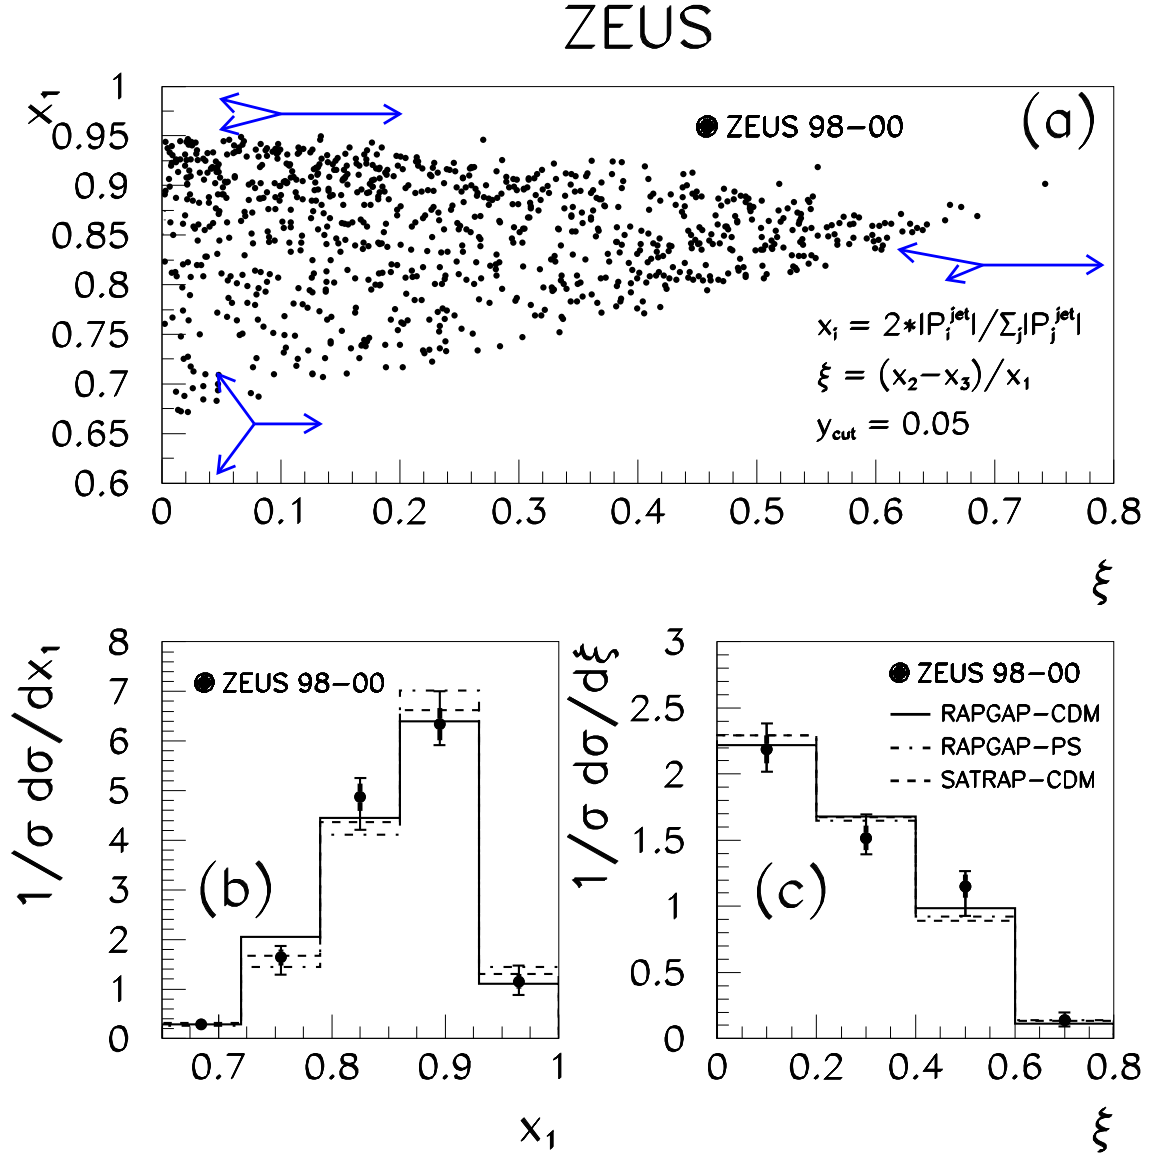 ZEUS
x₁
1
0.95
0.9
0.85
0.8
0.75
0.7
0.65
0.6
ZEUS 98-00
(a)
xᵢ = 2*|Pᵢʲᵉᵗ|/Σⱼ|Pⱼʲᵉᵗ|
ξ = (x₂-x₃)/x₁
y_cut = 0.05
0 0.1 0.2 0.3 0.4 0.5 0.6 0.7 0.8
ξ
1/σ dσ/dx₁
8
7
6
5
4
3
2
1
0
ZEUS 98-00
(b)
0.7 0.8 0.9 1
x₁
1/σ dσ/dξ
3
2.5
2
1.5
1
0.5
0
ZEUS 98-00
RAPGAP-CDM
RAPGAP-PS
SATRAP-CDM
(c)
0 0.2 0.4 0.6 0.8
ξ